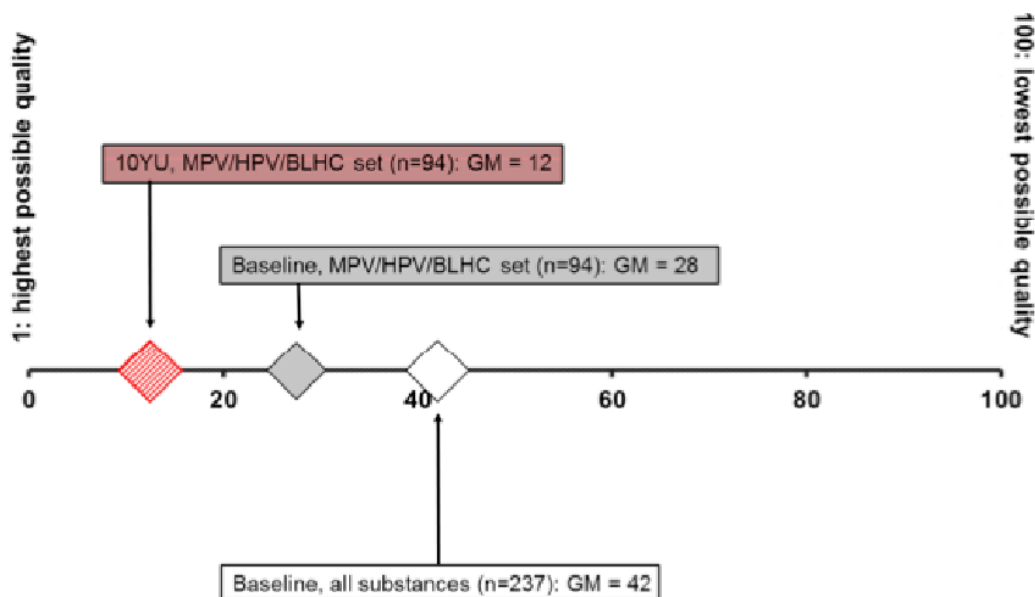 1: highest possible quality
100: lowest possible quality
10YU, MPV/HPV/BLHC set (n=94): GM = 12
Baseline, MPV/HPV/BLHC set (n=94): GM = 28
0 20 40 60 80 100
Baseline, all substances (n=237): GM = 42